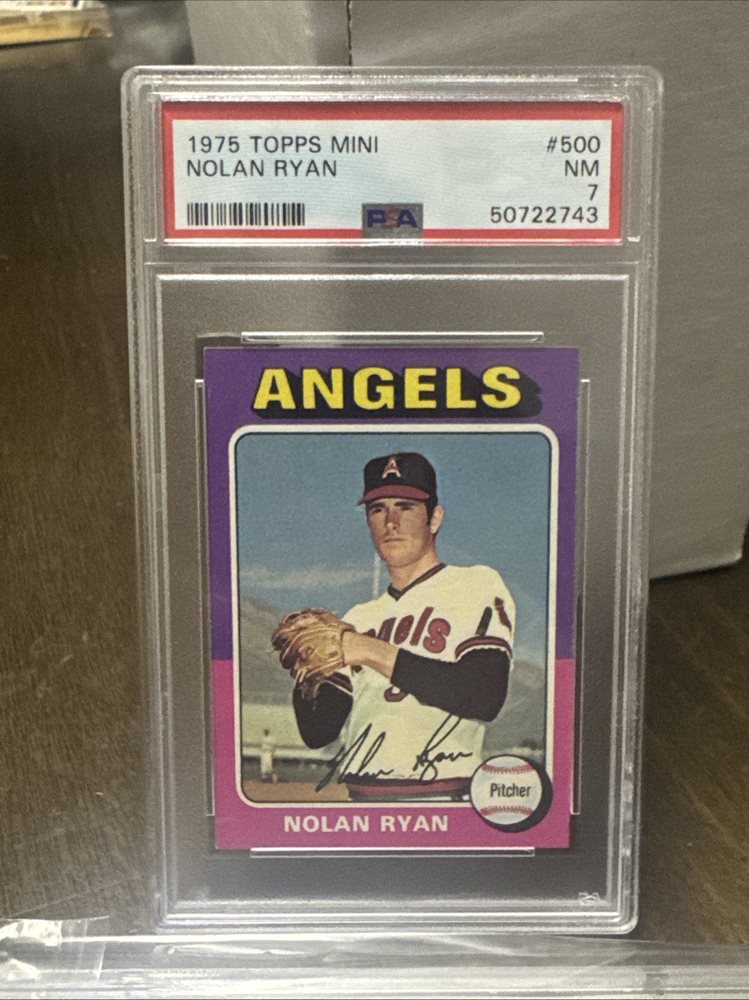 1975 TOPPS MINI #500
NOLAN RYAN NM
7
PSA 50722743
ANGELS
A
Angels
Nolan Ryan
Pitcher
NOLAN RYAN